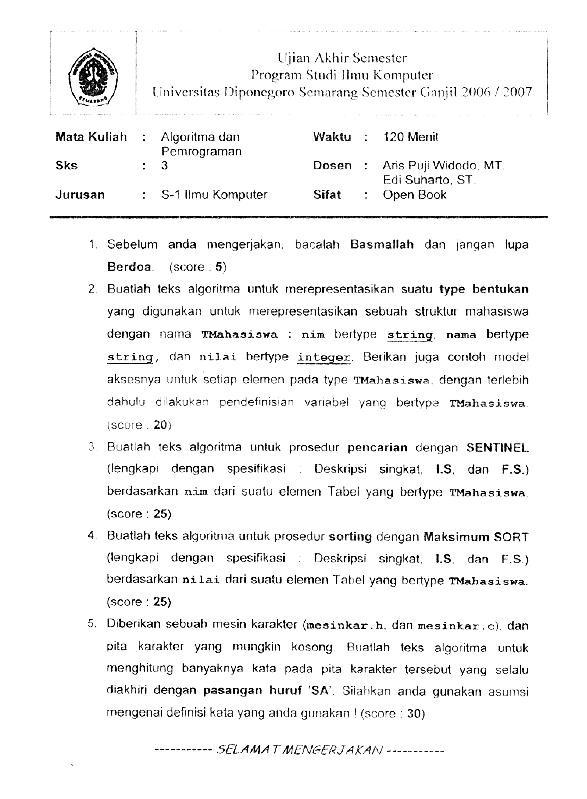 Ujian Akhir Semester
Program Studi Ilmu Komputer
Universitas Diponegoro Semarang Semester Ganjil 2006 / 2007
SEMARANG
Mata Kuliah : Algoritma dan Pemrograman
Waktu : 120 Menit
Sks : 3
Dosen : Aris Puji Widodo, MT.
Edi Suharto, ST.
Jurusan : S-1 Ilmu Komputer
Sifat : Open Book
1. Sebelum anda mengerjakan, bacalah Basmallah dan jangan lupa
Berdoa. (score : 5)
2. Buatlah teks algoritma untuk merepresentasikan suatu type bentukan
yang digunakan untuk merepresentasikan sebuah struktur mahasiswa
dengan nama TMahasiswa : nim bertype string, nama bertype
string, dan nilai bertype integer. Berikan juga contoh model
aksesnya untuk setiap elemen pada type TMahasiswa, dengan terlebih
dahulu dilakukan pendefinisian variabel yang bertype TMahasiswa.
(score : 20)
3. Buatlah teks algoritma untuk prosedur pencarian dengan SENTINEL
(lengkapi dengan spesifikasi : Deskripsi singkat, I.S, dan F.S.)
berdasarkan nim dari suatu elemen Tabel yang bertype TMahasiswa.
(score : 25)
4. Buatlah teks algoritma untuk prosedur sorting dengan Maksimum SORT
(lengkapi dengan spesifikasi : Deskripsi singkat, I.S, dan F.S.)
berdasarkan nilai dari suatu elemen Tabel yang bertype TMahasiswa.
(score : 25)
5. Diberikan sebuah mesin karakter (mesinkar.h, dan mesinkar.c), dan
pita karakter yang mungkin kosong. Buatlah teks algoritma untuk
menghitung banyaknya kata pada pita karakter tersebut yang selalu
diakhiri dengan pasangan huruf 'SA'. Silahkan anda gunakan asumsi
mengenai definisi kata yang anda gunakan ! (score : 30)
----------- SELAMAT MENGERJAKAN -----------